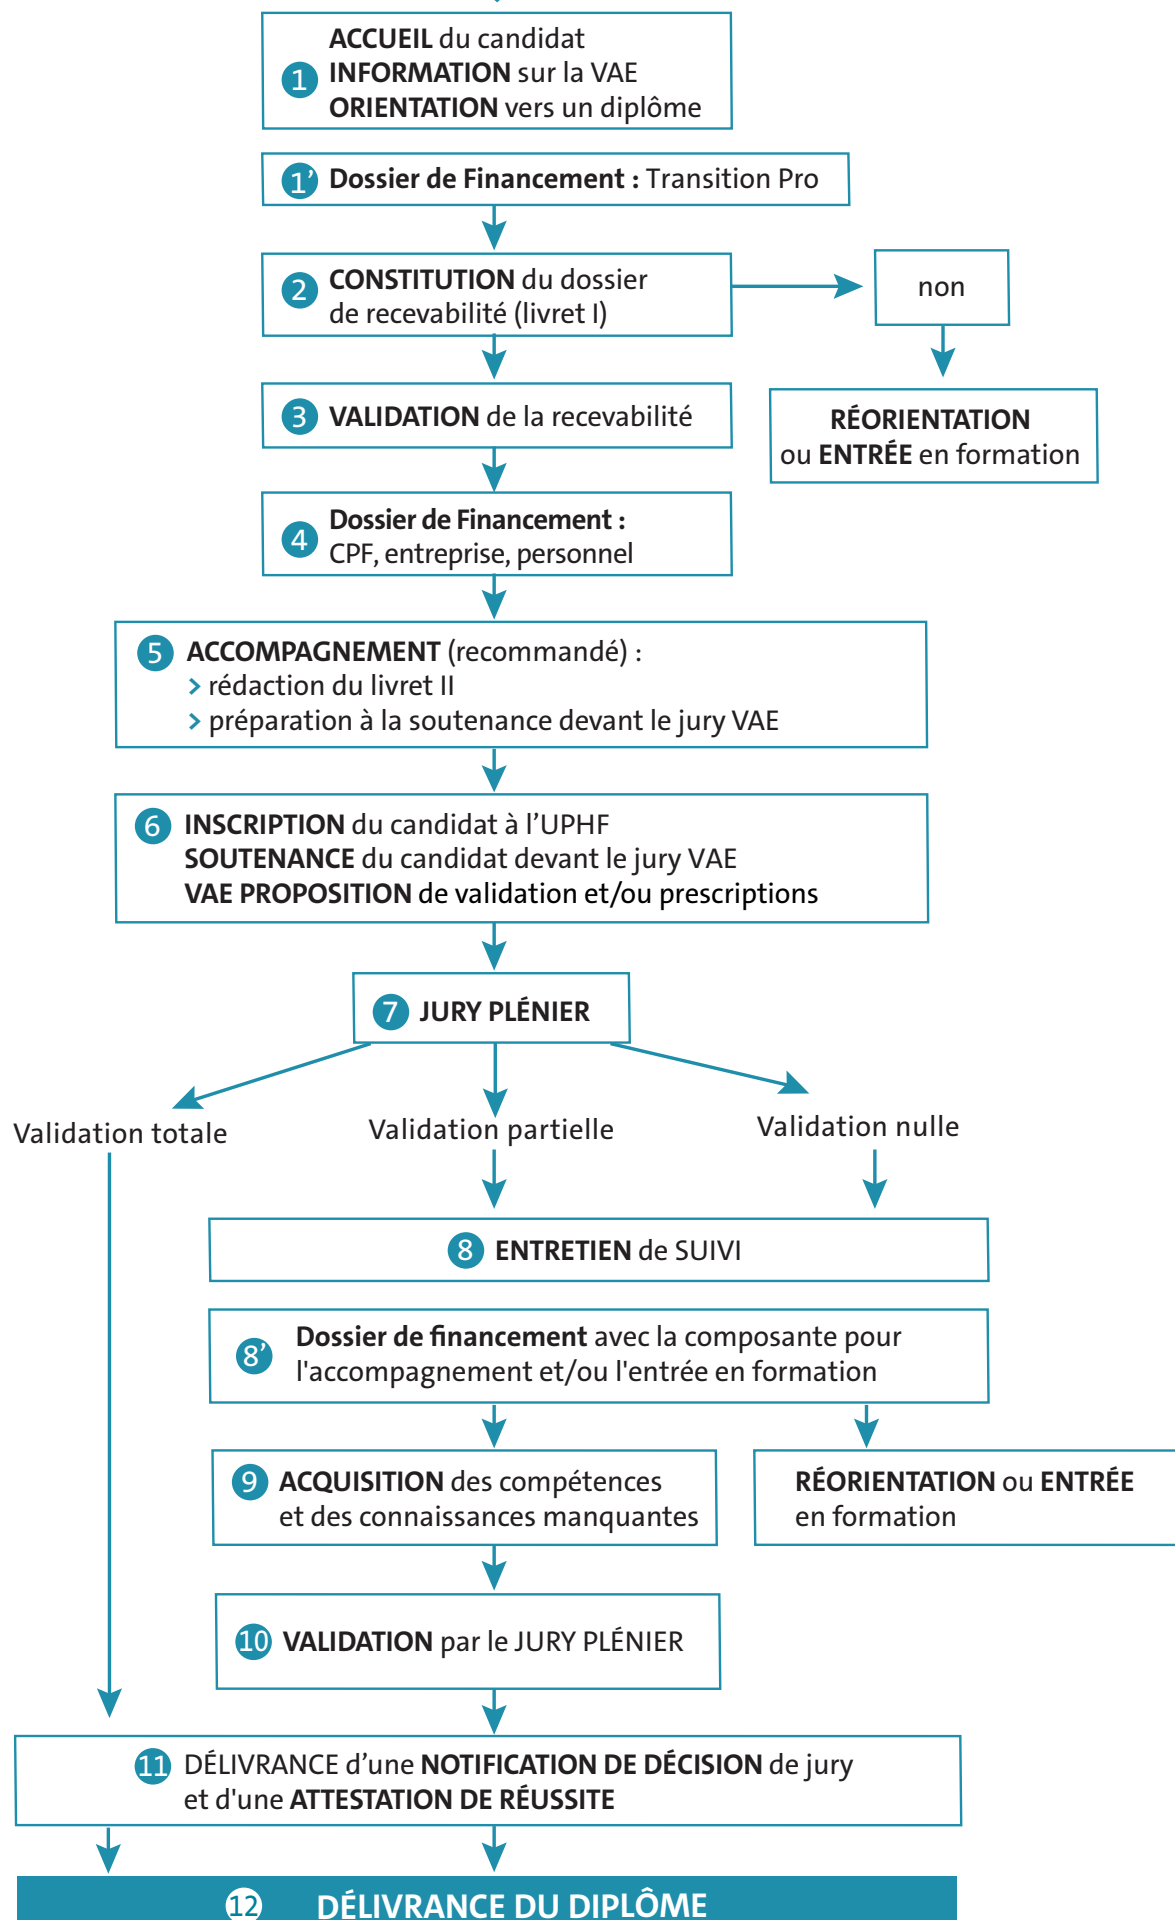 ACCUEIL du candidat
1 INFORMATION sur la VAE
ORIENTATION vers un diplôme
1’ Dossier de Financement : Transition Pro
2 CONSTITUTION du dossier
de recevabilité (livret I)
non
3 VALIDATION de la recevabilité
RÉORIENTATION
ou ENTRÉE en formation
4 Dossier de Financement :
CPF, entreprise, personnel
5 ACCOMPAGNEMENT (recommandé) :
> rédaction du livret II
> préparation à la soutenance devant le jury VAE
6 INSCRIPTION du candidat à l’UPHF
SOUTENANCE du candidat devant le jury VAE
VAE PROPOSITION de validation et/ou prescriptions
7 JURY PLÉNIER
Validation totale
Validation partielle
Validation nulle
8 ENTRETIEN de SUIVI
8’ Dossier de financement avec la composante pour
l'accompagnement et/ou l'entrée en formation
9 ACQUISITION des compétences
et des connaissances manquantes
RÉORIENTATION ou ENTRÉE
en formation
10 VALIDATION par le JURY PLÉNIER
11 DÉLIVRANCE d’une NOTIFICATION DE DÉCISION de jury
et d'une ATTESTATION DE RÉUSSITE
12 DÉLIVRANCE DU DIPLÔME